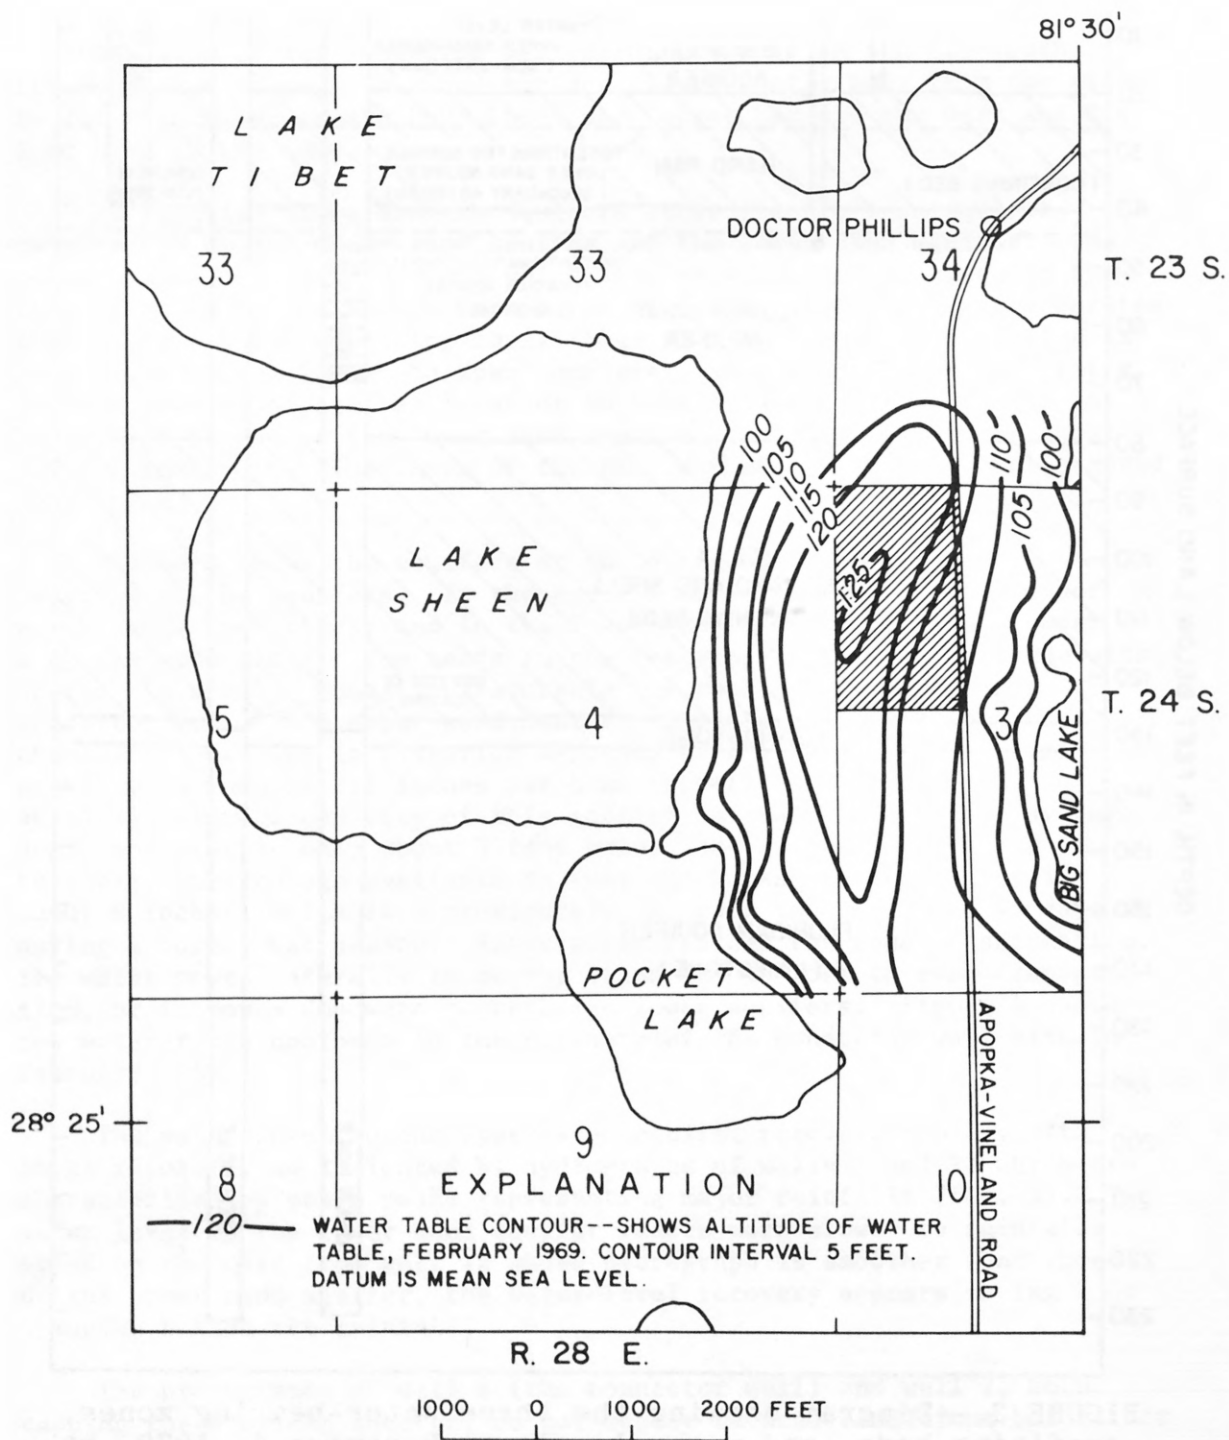 81° 30'
LAKE
TIBET
DOCTOR PHILLIPS
33
33
34
T. 23 S.
100
105
110
115
120
110
105
100
125
LAKE
SHEEN
5
4
3
T. 24 S.
BIG SAND LAKE
POCKET
LAKE
APOPKA-VINELAND ROAD
28° 25'
8
9
10
EXPLANATION
120
WATER TABLE CONTOUR--SHOWS ALTITUDE OF WATER
TABLE, FEBRUARY 1969. CONTOUR INTERVAL 5 FEET.
DATUM IS MEAN SEA LEVEL.
R. 28 E.
1000 0 1000 2000 FEET